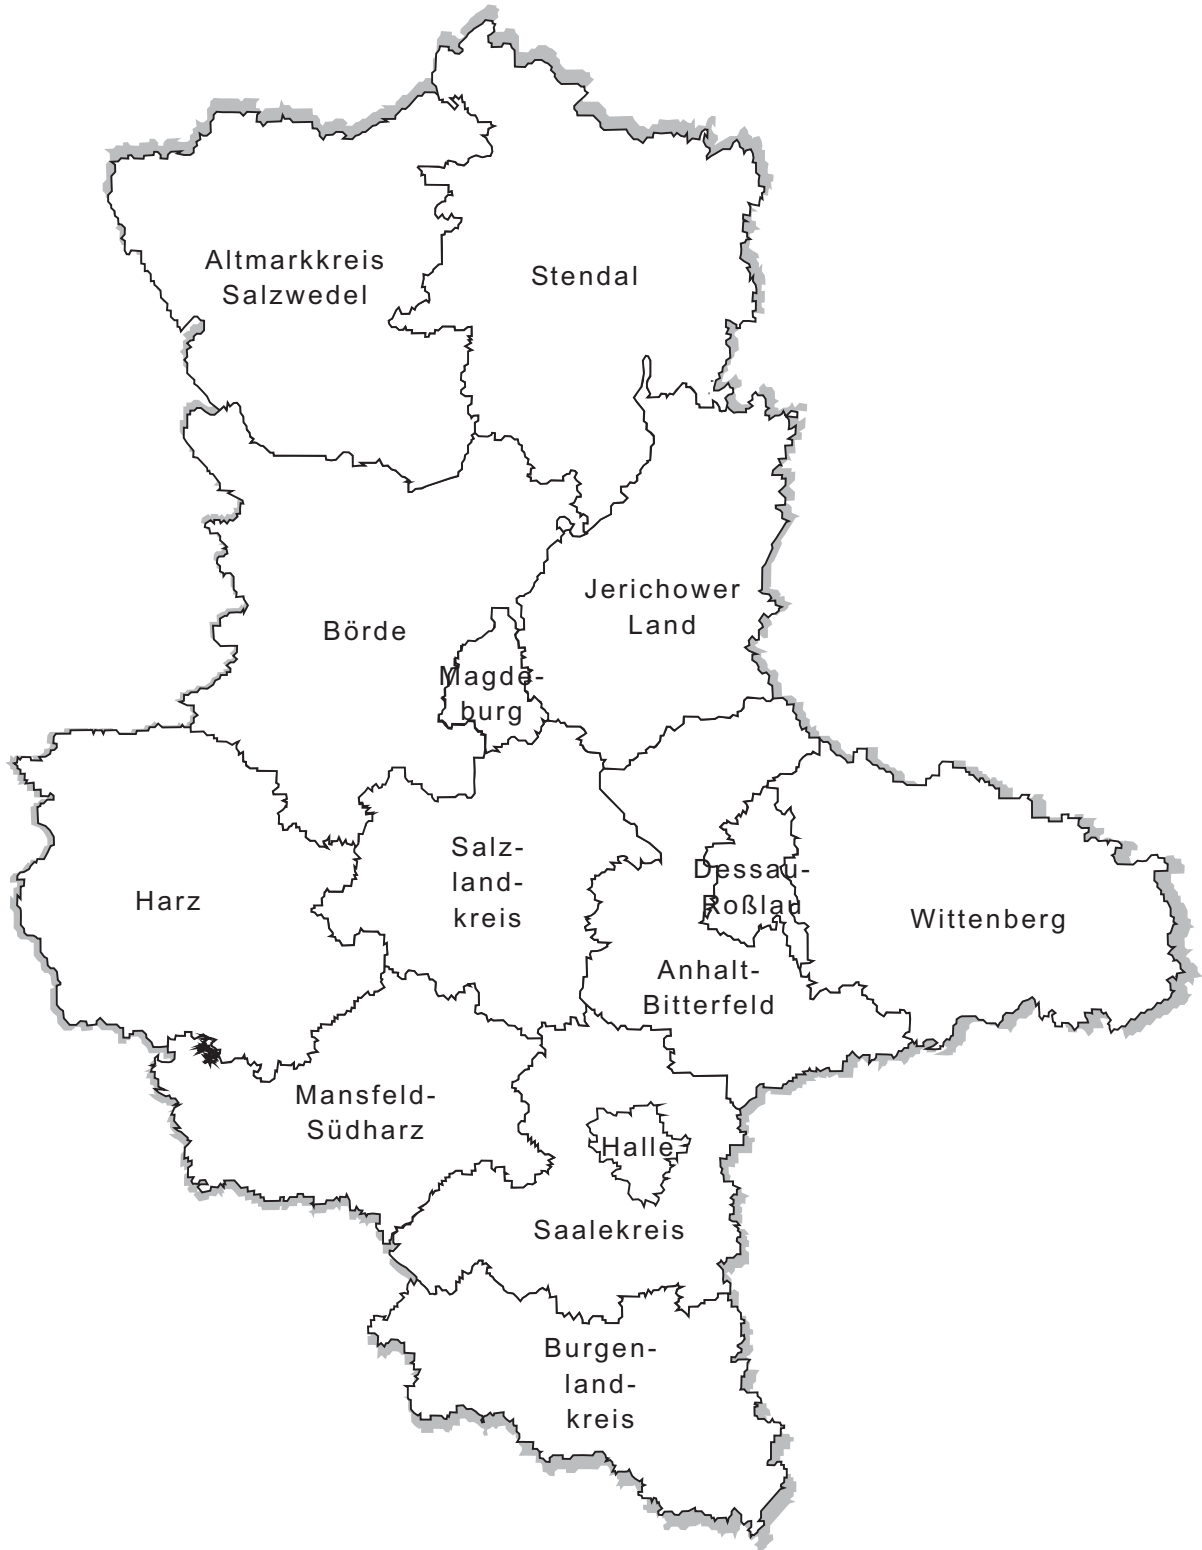 Altmarkkreis
Salzwedel
Stendal
Jerichower
Land
Börde
Magde-
burg
Salz-
land-
kreis
Harz
Dessau-
Roßlau
Wittenberg
Anhalt-
Bitterfeld
Mansfeld-
Südharz
Halle
Saalekreis
Burgen-
land-
kreis